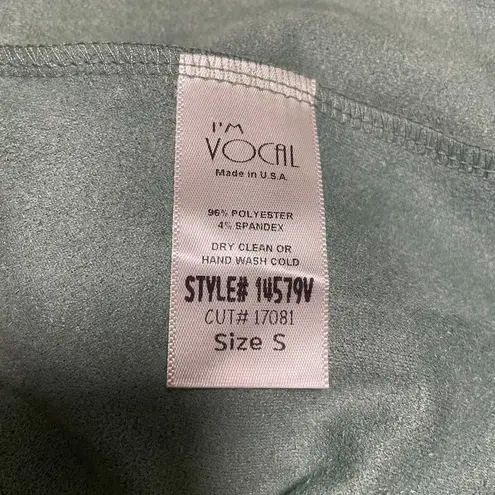 I'M
VOCAL
Made in U.S.A.
96% POLYESTER
4% SPANDEX
DRY CLEAN OR
HAND WASH COLD
STYLE# 14579V
CUT# 17081
Size S